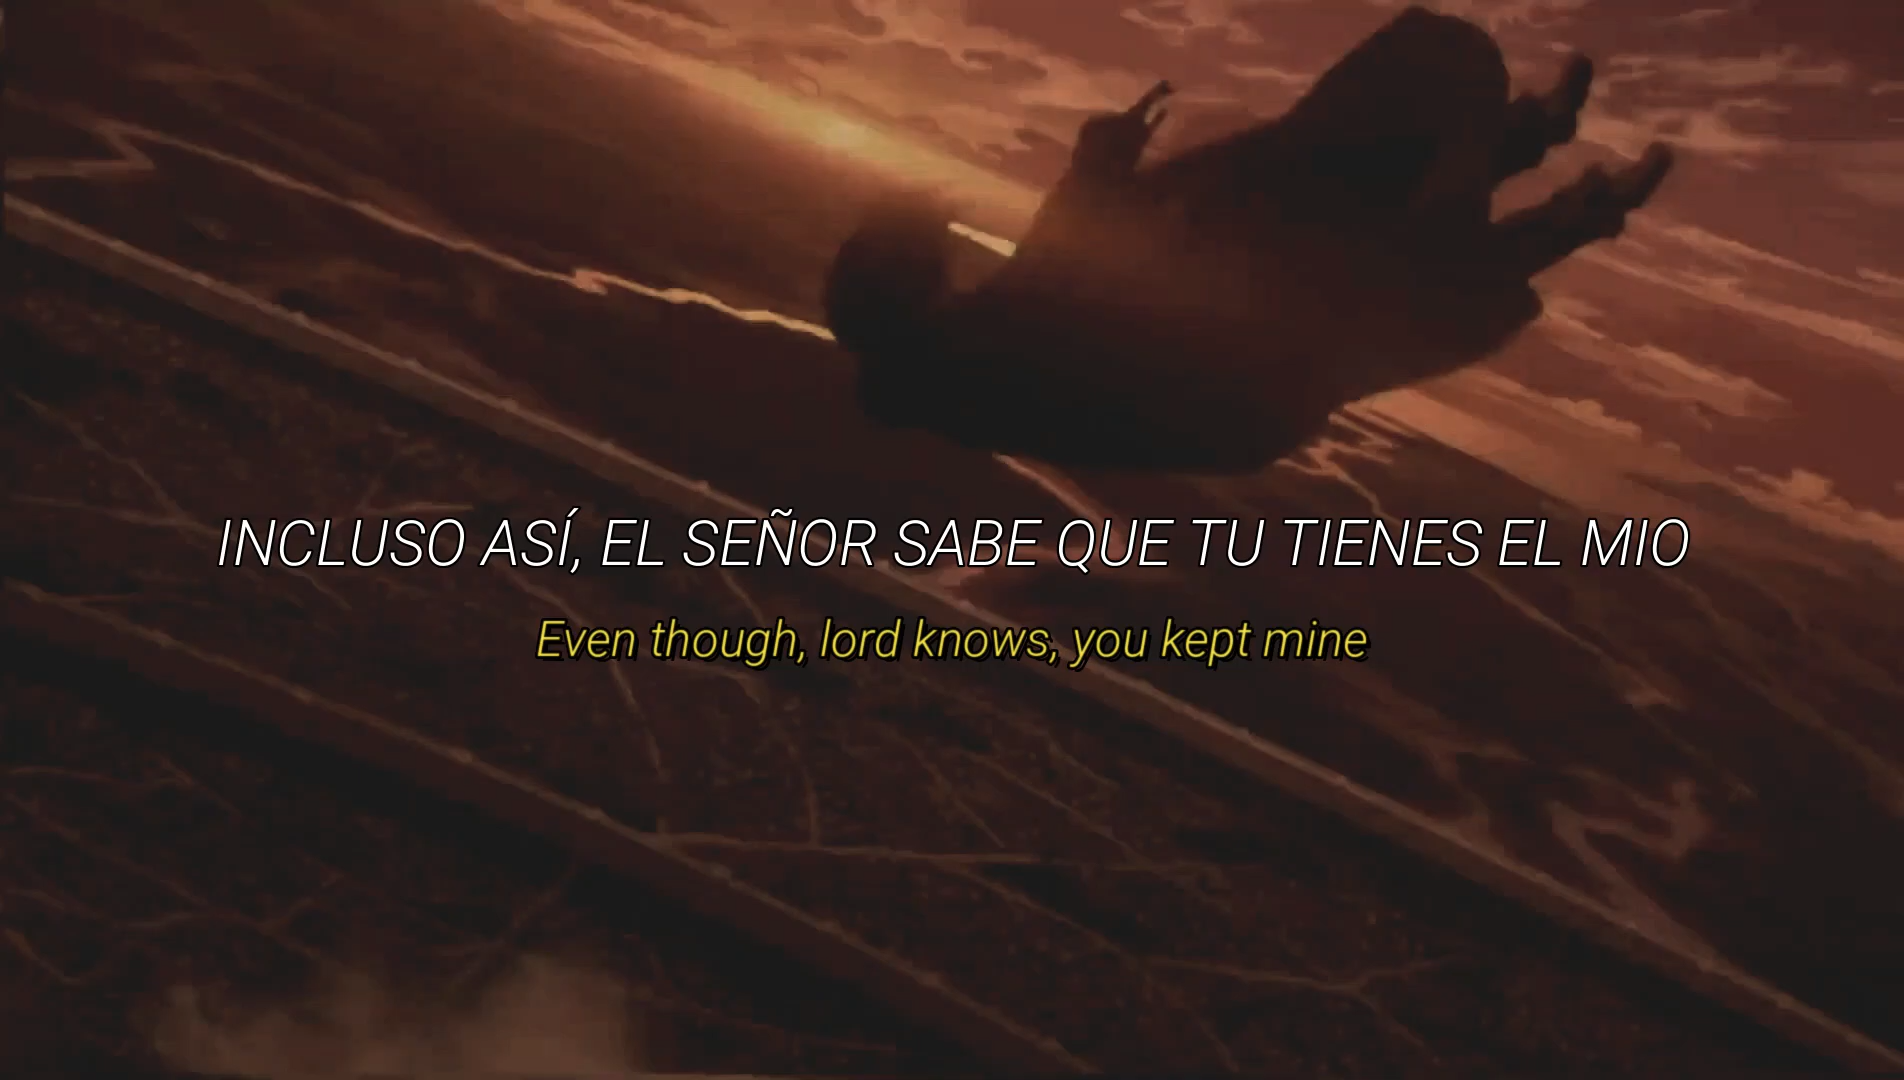 INCLUSO ASÍ, EL SEÑOR SABE QUE TU TIENES EL MIO
Even though, lord knows, you kept mine